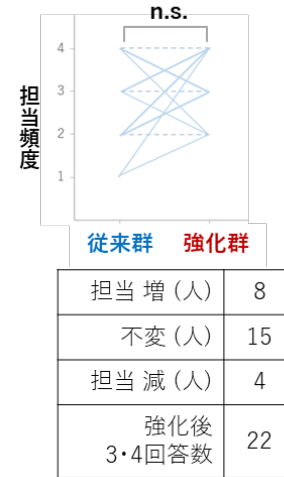 n.s.
4
3
2
1
担当頻度
従来群 強化群
担当 増 (人) 8
不変 (人) 15
担当 減 (人) 4
強化後
3・4回答数 22